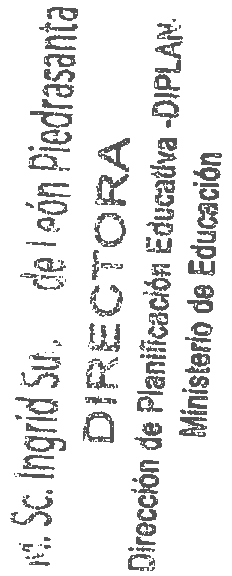 M. Sc. Ingrid de León Piedrasanta
DIRECTORA
Dirección de Planificación Educativa -DIPLAN-
Ministerio de Educación